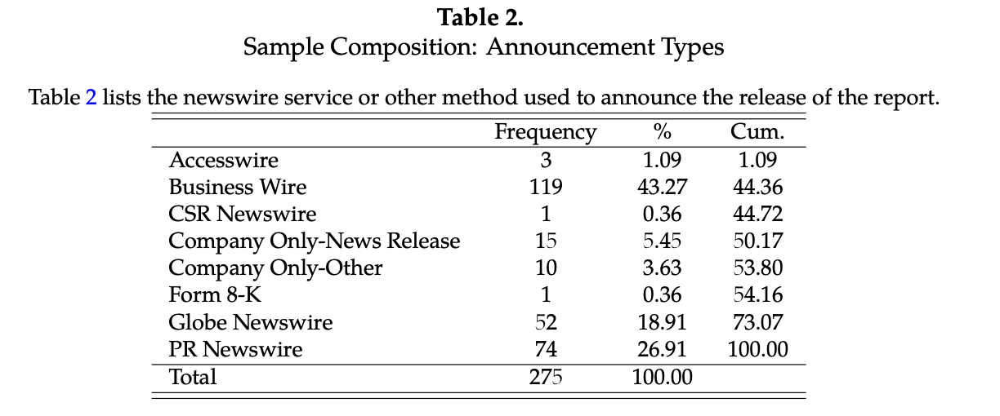 Table 2.
Sample Composition: Announcement Types
Table 2 lists the newswire service or other method used to announce the release of the report.
Frequency % Cum.
Accesswire 3 1.09 1.09
Business Wire 119 43.27 44.36
CSR Newswire 1 0.36 44.72
Company Only-News Release 15 5.45 50.17
Company Only-Other 10 3.63 53.80
Form 8-K 1 0.36 54.16
Globe Newswire 52 18.91 73.07
PR Newswire 74 26.91 100.00
Total 275 100.00